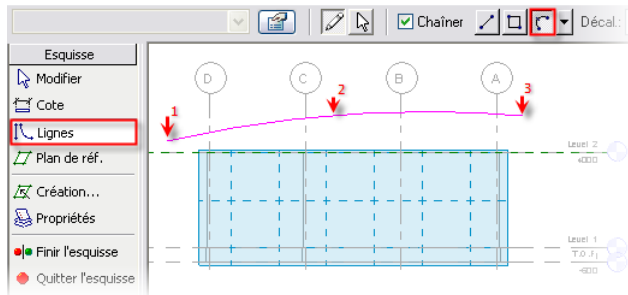 Chaîner
Décal.:
Esquisse
Modifier
Cote
Lignes
Plan de réf.
Création...
Propriétés
Finir l'esquisse
Quitter l'esquisse
D
C
B
A
1
2
3
Level 2
4000
Level 1
T.O.F.